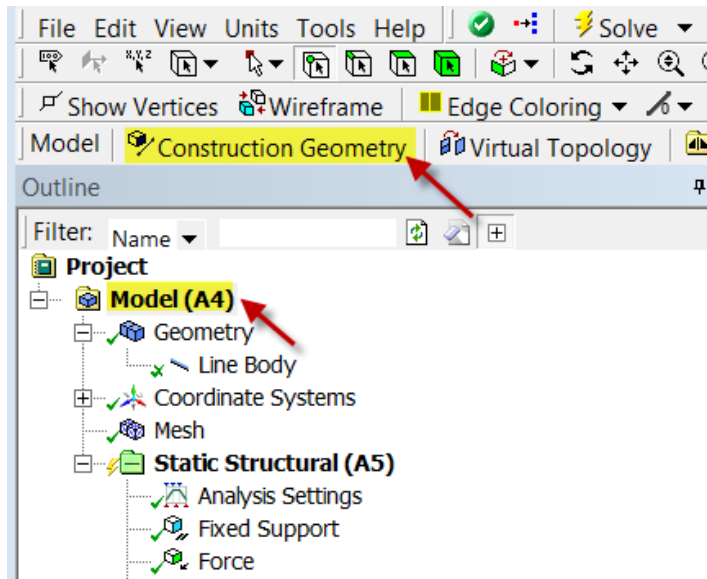 File Edit View Units Tools Help Solve
Show Vertices Wireframe Edge Coloring
Model Construction Geometry Virtual Topology
Outline
Filter: Name
Project
Model (A4)
Geometry
Line Body
Coordinate Systems
Mesh
Static Structural (A5)
Analysis Settings
Fixed Support
Force